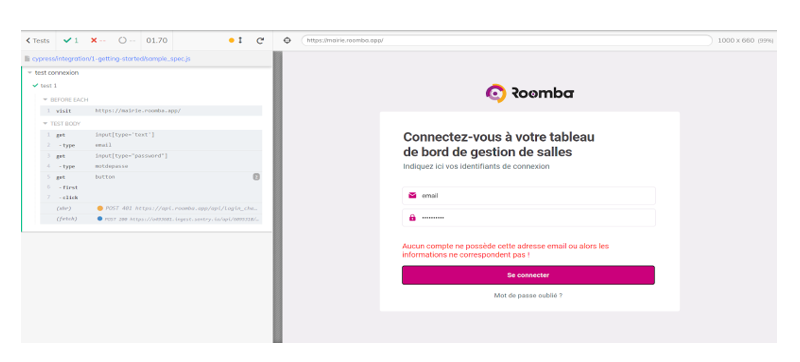 Tests 1 -- -- 01.70 https://mairie.roomba.app/ 1000 x 660 (99%)
cypress/integration/1-getting-started/sample_spec.js
test connexion
test 1
BEFORE EACH
1 visit https://mairie.roomba.app/
TEST BODY
1 get input[type='text']
2 -type email
3 get input[type="password"]
4 -type motdepasse
5 get button
6 -first
7 -click
(xhr) POST 401 https://api.roomba.app/api/login_che…
(fetch) POST 200
Roomba
Connectez-vous à votre tableau
de bord de gestion de salles
Indiquez ici vos identifiants de connexion
email
••••••••••
Aucun compte ne possède cette adresse email ou alors les
informations ne correspondent pas !
Se connecter
Mot de passe oublié ?